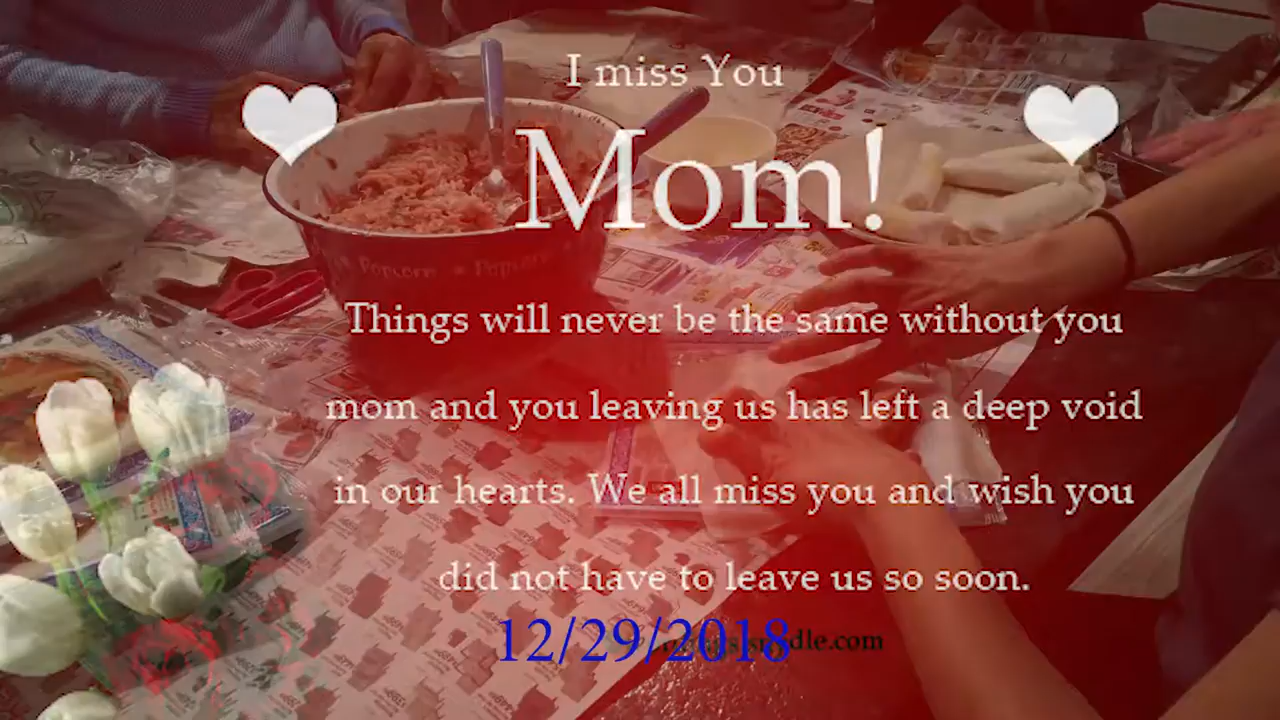 I miss You
Mom!
Popcorn Popcorn
Things will never be the same without you
mom and you leaving us has left a deep void
in our hearts. We all miss you and wish you
did not have to leave us so soon.
12/29/2018